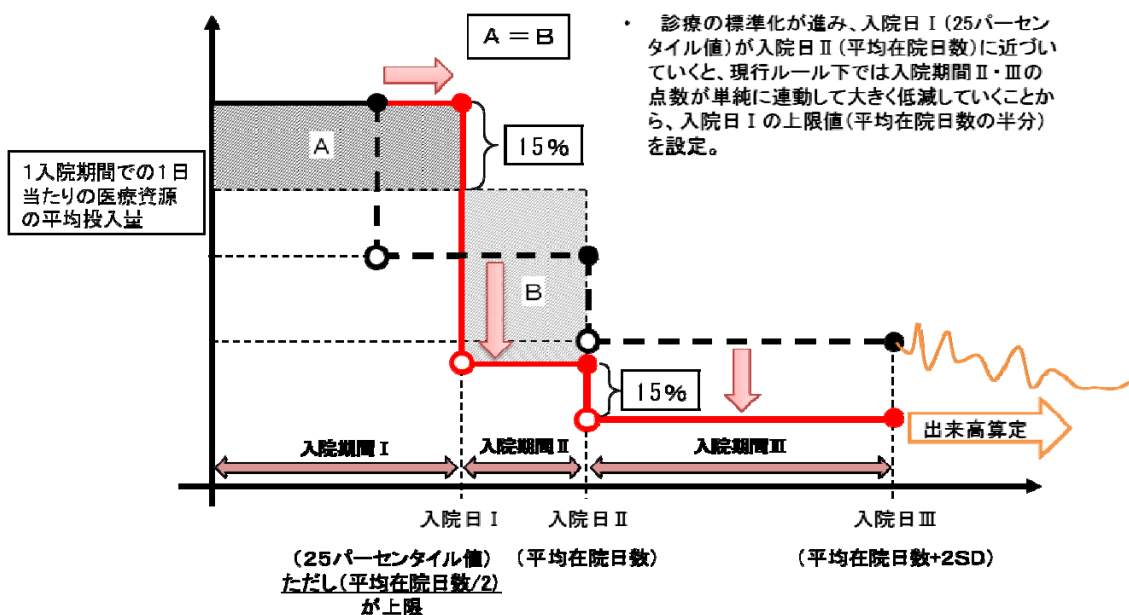 A=B
・ 診療の標準化が進み、入院日Ⅰ(25パーセン
タイル値)が入院日Ⅱ(平均在院日数)に近づい
ていくと、現行ルール下では入院期間Ⅱ・Ⅲの
点数が単純に連動して大きく低減していくことか
ら、入院日Ⅰの上限値(平均在院日数の半分)
を設定。
A
15%
1入院期間での1日
当たりの医療資源
の平均投入量
B
15%
出来高算定
入院期間Ⅰ
入院期間Ⅱ
入院期間Ⅲ
入院日Ⅰ
入院日Ⅱ
入院日Ⅲ
(25パーセンタイル値)
ただし(平均在院日数/2)
が上限
(平均在院日数)
(平均在院日数+2SD)